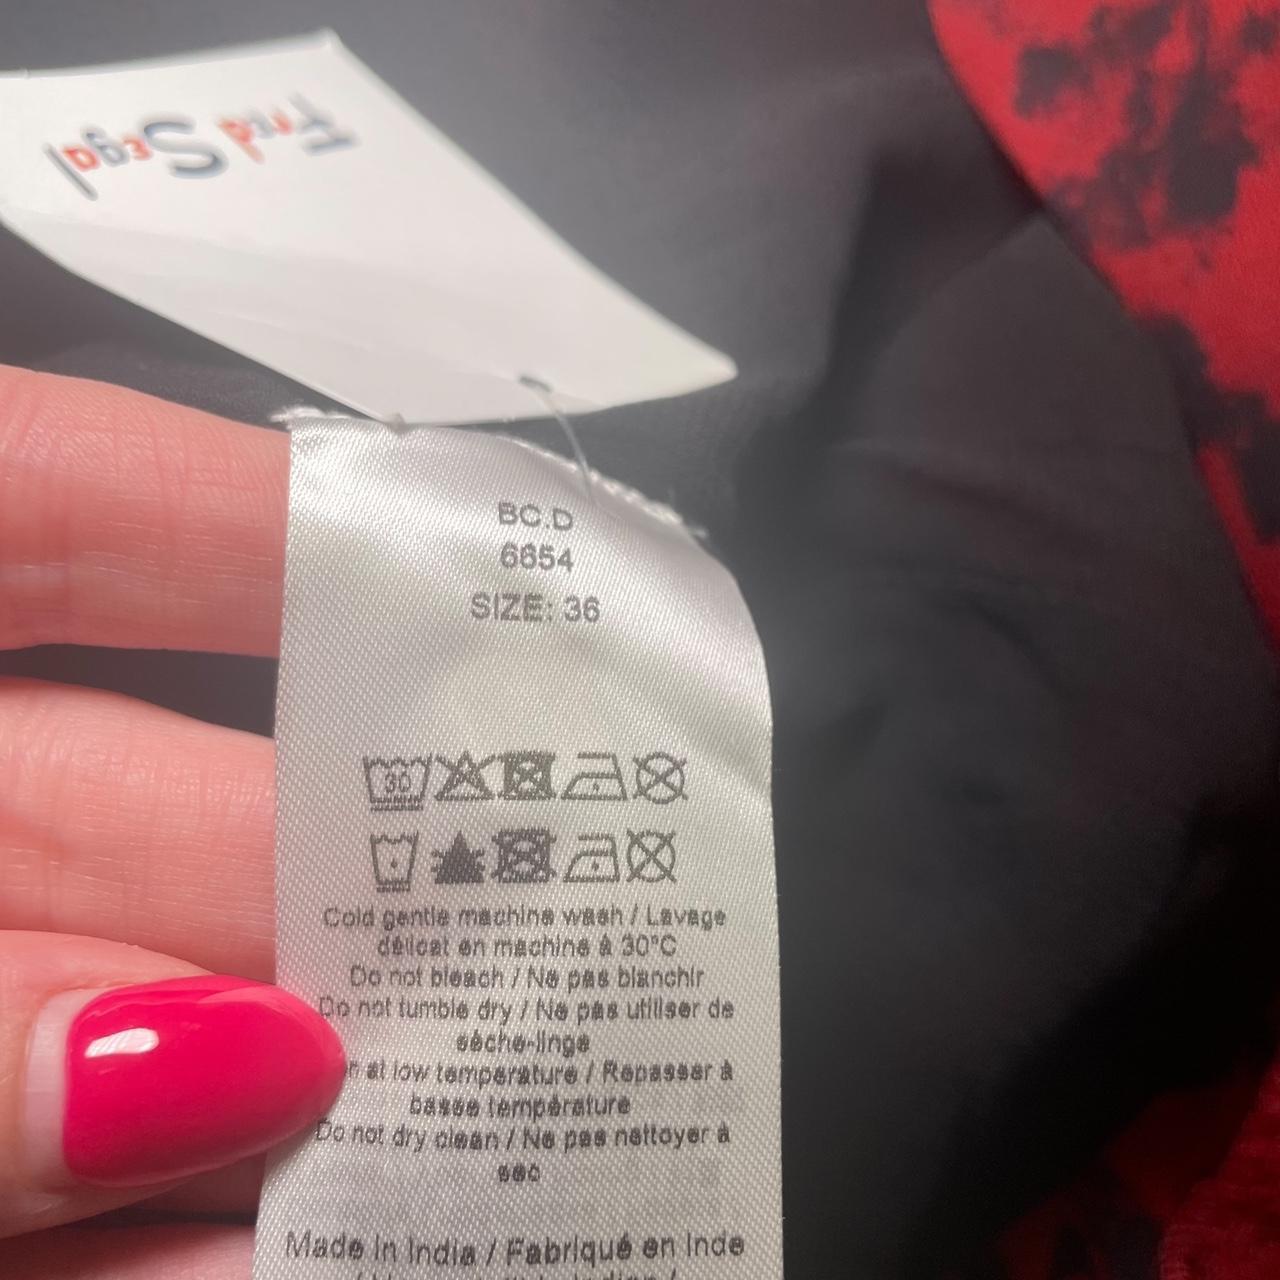 Fred Segal
BC.D
6654
SIZE: 36
30
Cold gentle machine wash / Lavage
délicat en machine à 30°C
Do not bleach / Ne pas blanchir
Do not tumble dry / Ne pas utiliser de
sèche-linge
at low temperature / Repasser à
basse température
Do not dry clean / Ne pas nettoyer à
sec
Made in India / Fabriqué en Inde